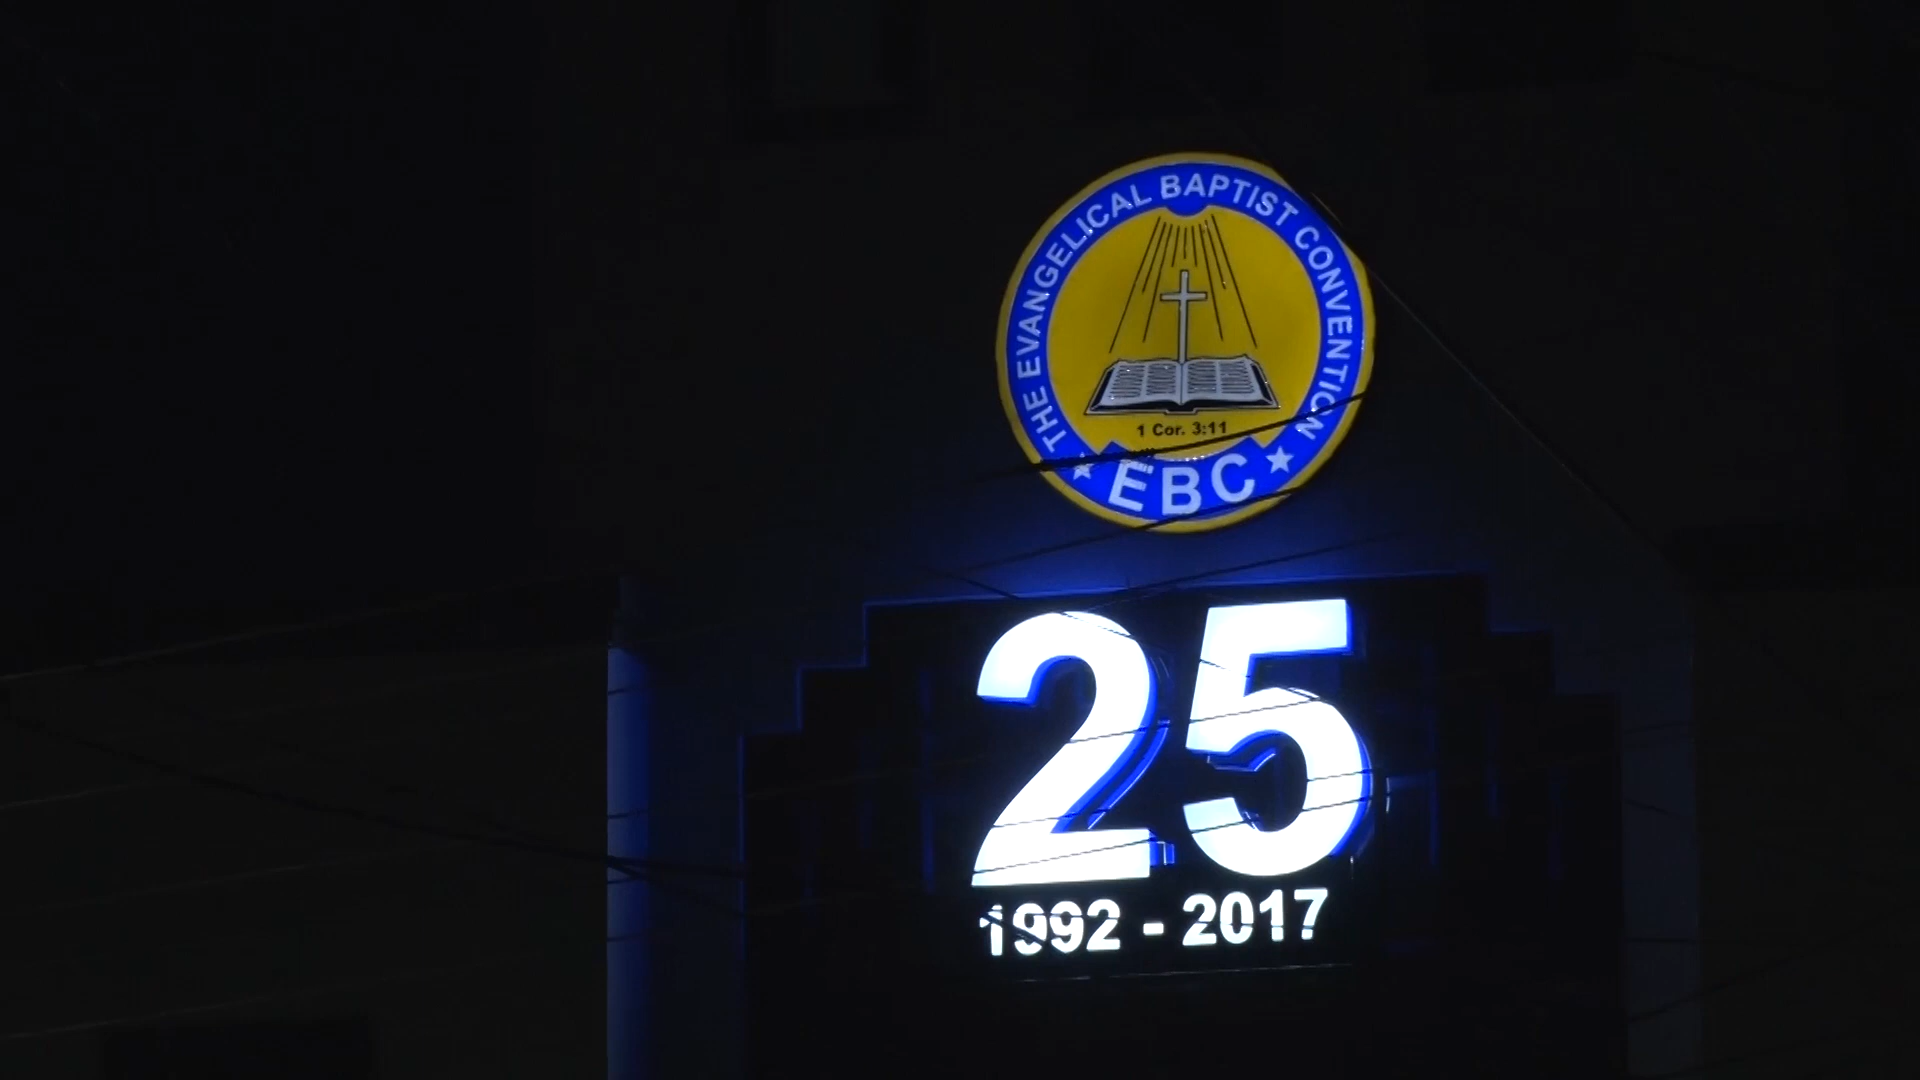 THE EVANGELICAL BAPTIST CONVENTION
1 Cor. 3:11
EBC
25
1992 - 2017